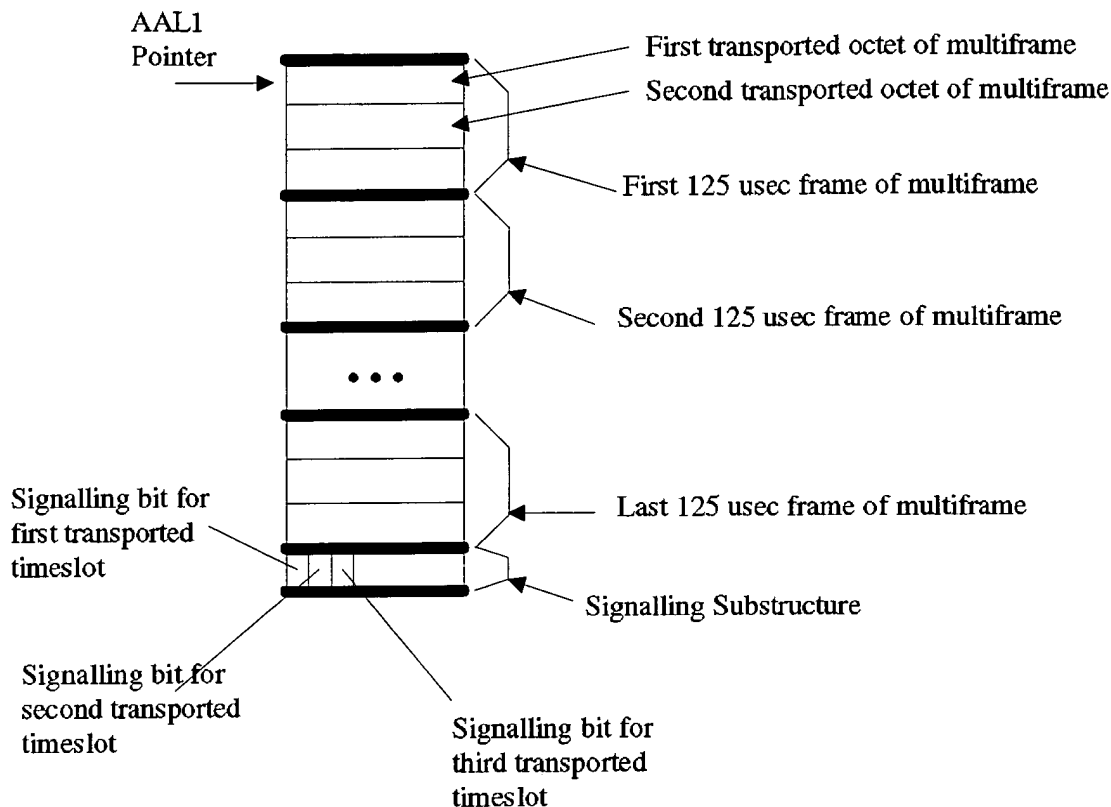 AAL1
Pointer
First transported octet of multiframe
Second transported octet of multiframe
First 125 usec frame of multiframe
Second 125 usec frame of multiframe
Last 125 usec frame of multiframe
Signalling bit for
first transported
timeslot
Signalling Substructure
Signalling bit for
second transported
timeslot
Signalling bit for
third transported
timeslot